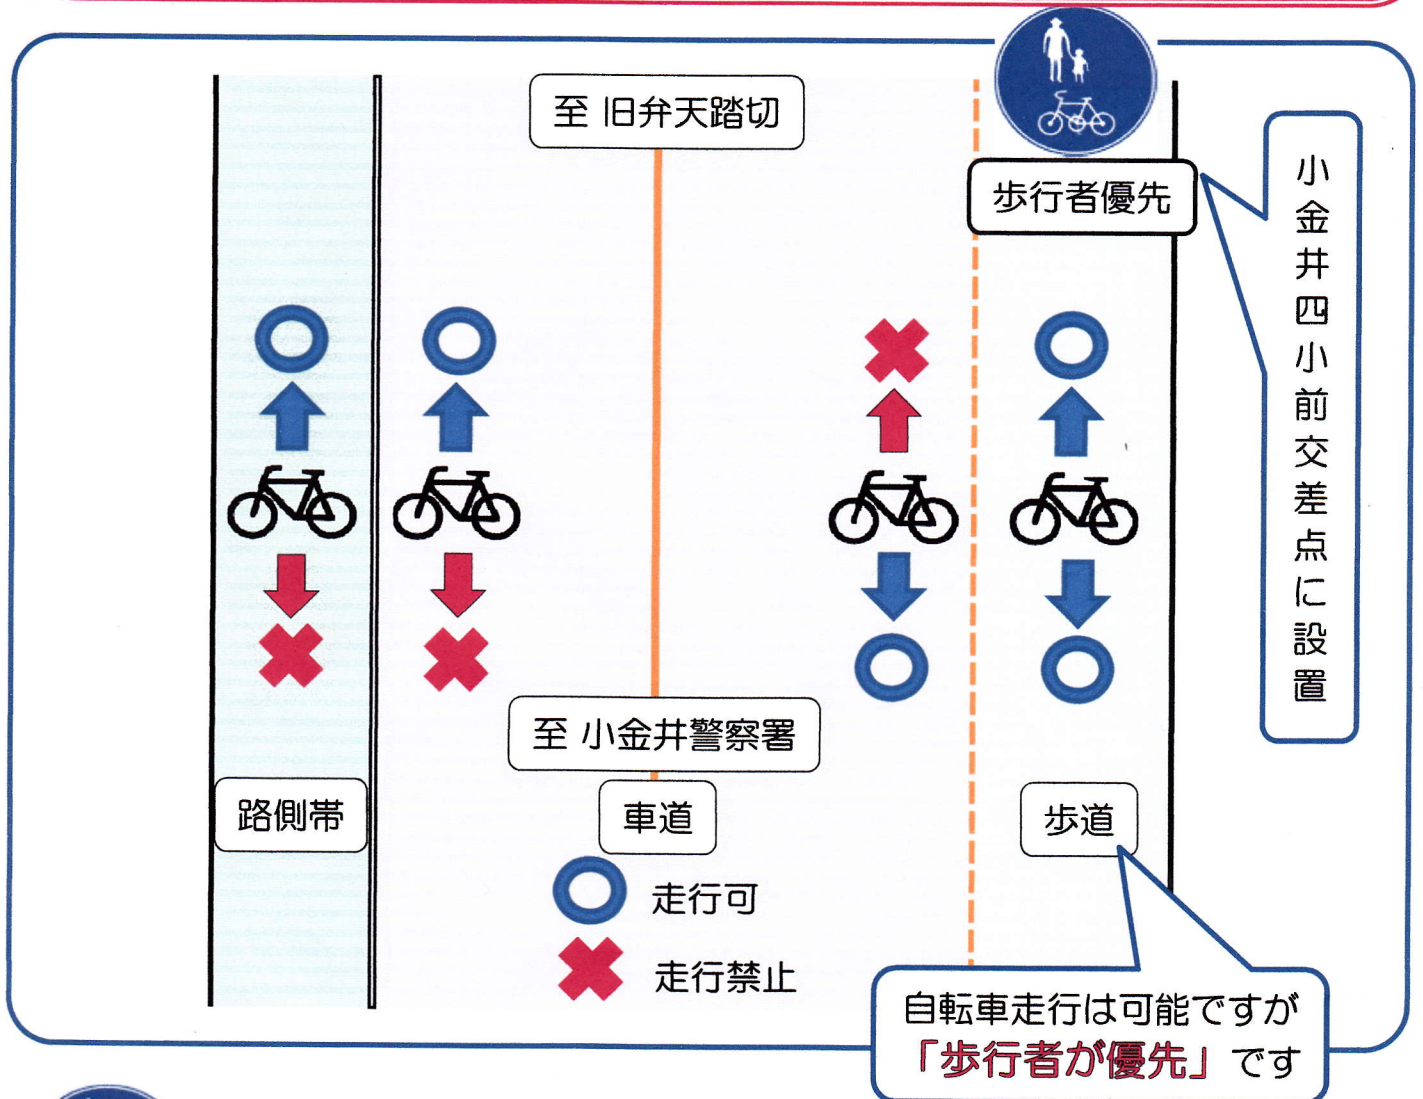 至 旧弁天踏切
歩行者優先
小金井四小前交差点に設置
至 小金井警察署
路側帯
車道
歩道
走行可
走行禁止
自転車走行は可能ですが
「歩行者が優先」です